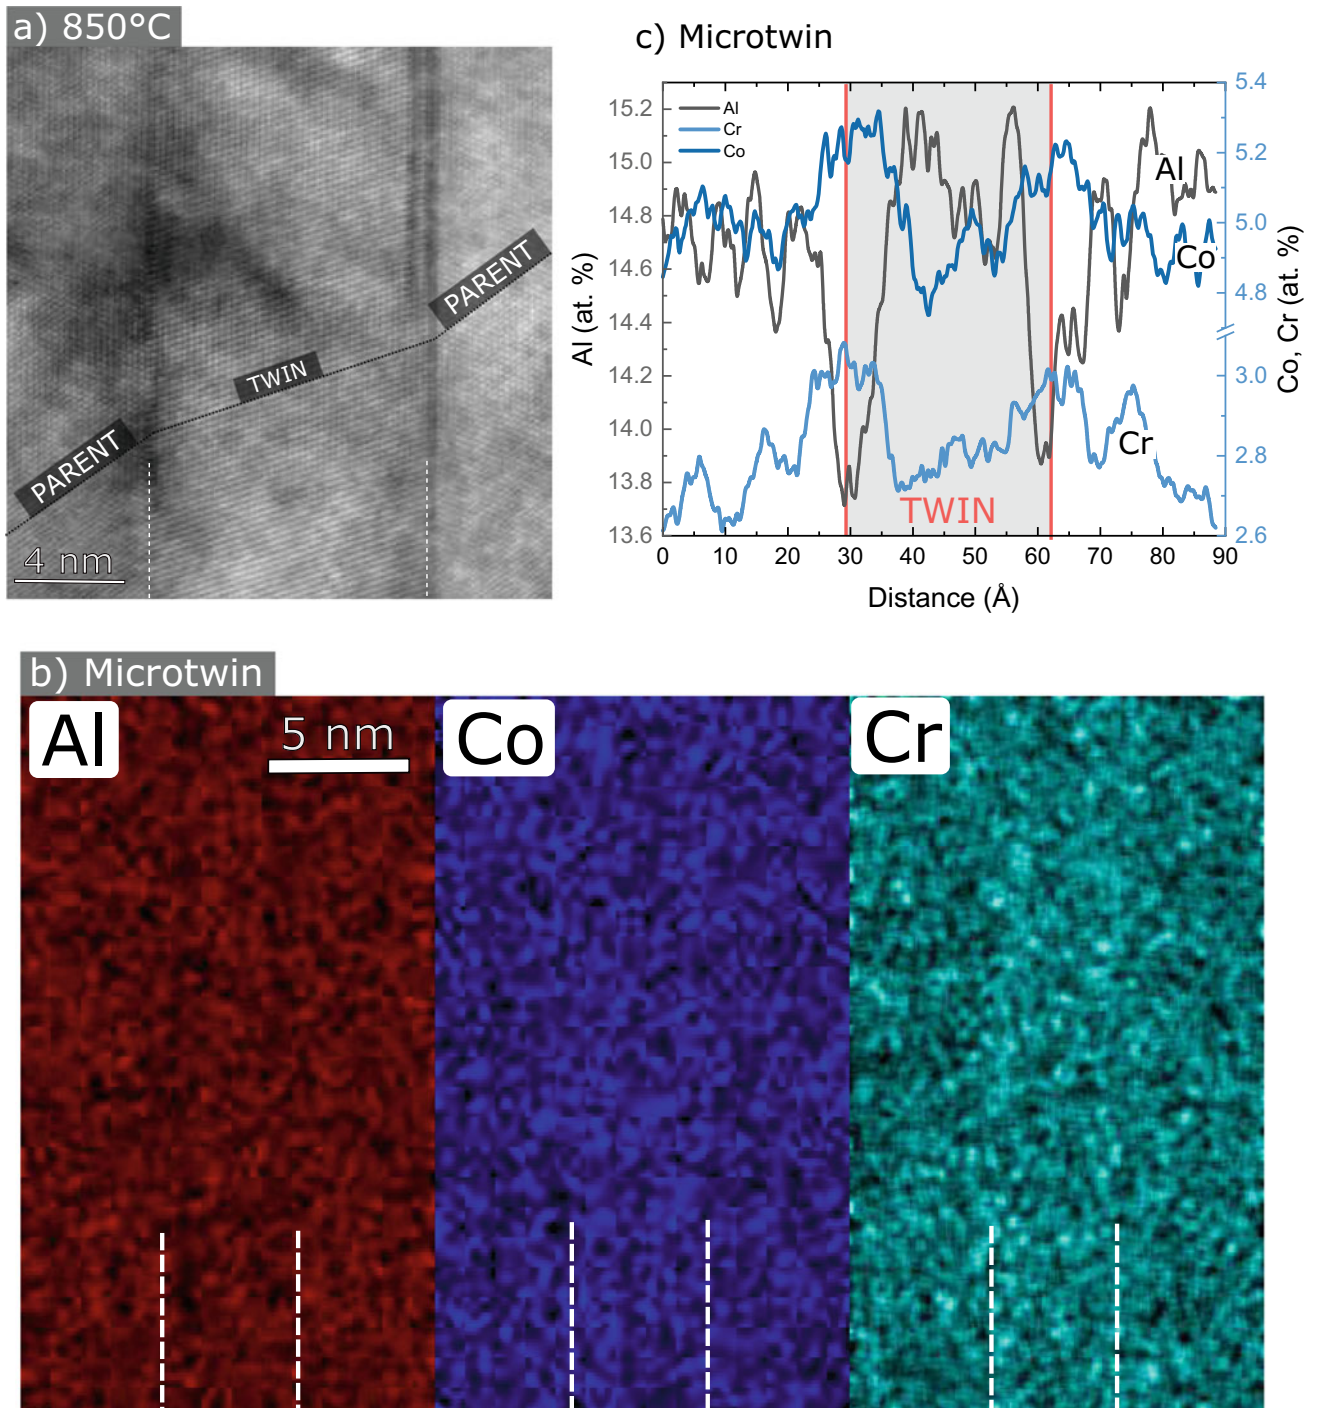 a) 850°C
PARENT
TWIN
PARENT
4 nm
c) Microtwin
Al
Cr
Co
15.2
15.0
14.8
14.6
14.4
14.2
14.0
13.8
13.6
Al (at. %)
5.4
5.2
5.0
4.8
3.0
2.8
2.6
Co, Cr (at. %)
Al
Co
Cr
TWIN
0 10 20 30 40 50 60 70 80 90
Distance (Å)
b) Microtwin
Al
5 nm
Co
Cr